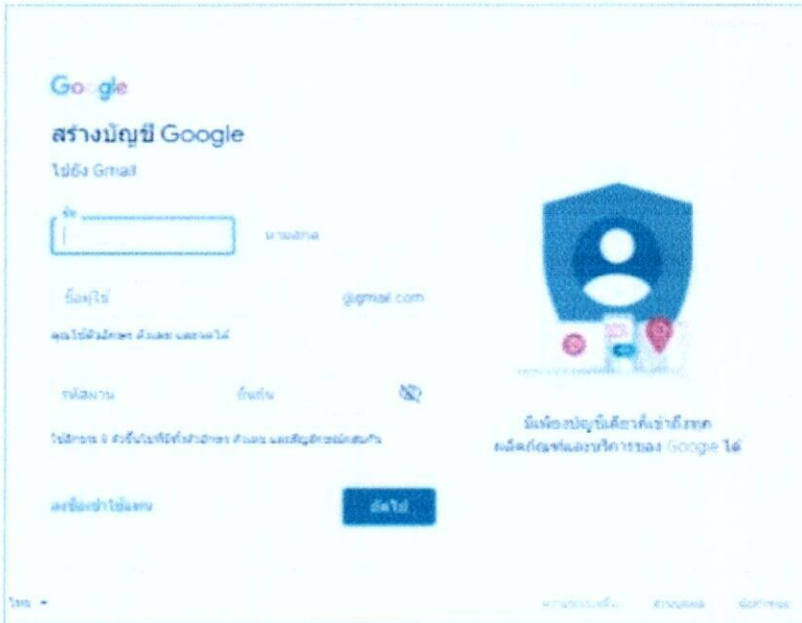 Google
สร้างบัญชี Google
ไปยัง Gmail
ชื่อ
นามสกุล
ชื่อผู้ใช้ @gmail.com
คุณใช้ตัวอักษร ตัวเลข และจุดได้
รหัสผ่าน ยืนยัน
ใช้อักขระ 8 ตัวขึ้นไปที่มีทั้งตัวอักษร ตัวเลข และสัญลักษณ์ผสมกัน
มีเพียงบัญชีเดียวก็เข้าถึงทุก
ผลิตภัณฑ์และบริการของ Google ได้
ลงชื่อเข้าใช้แทน
ถัดไป
ไทย